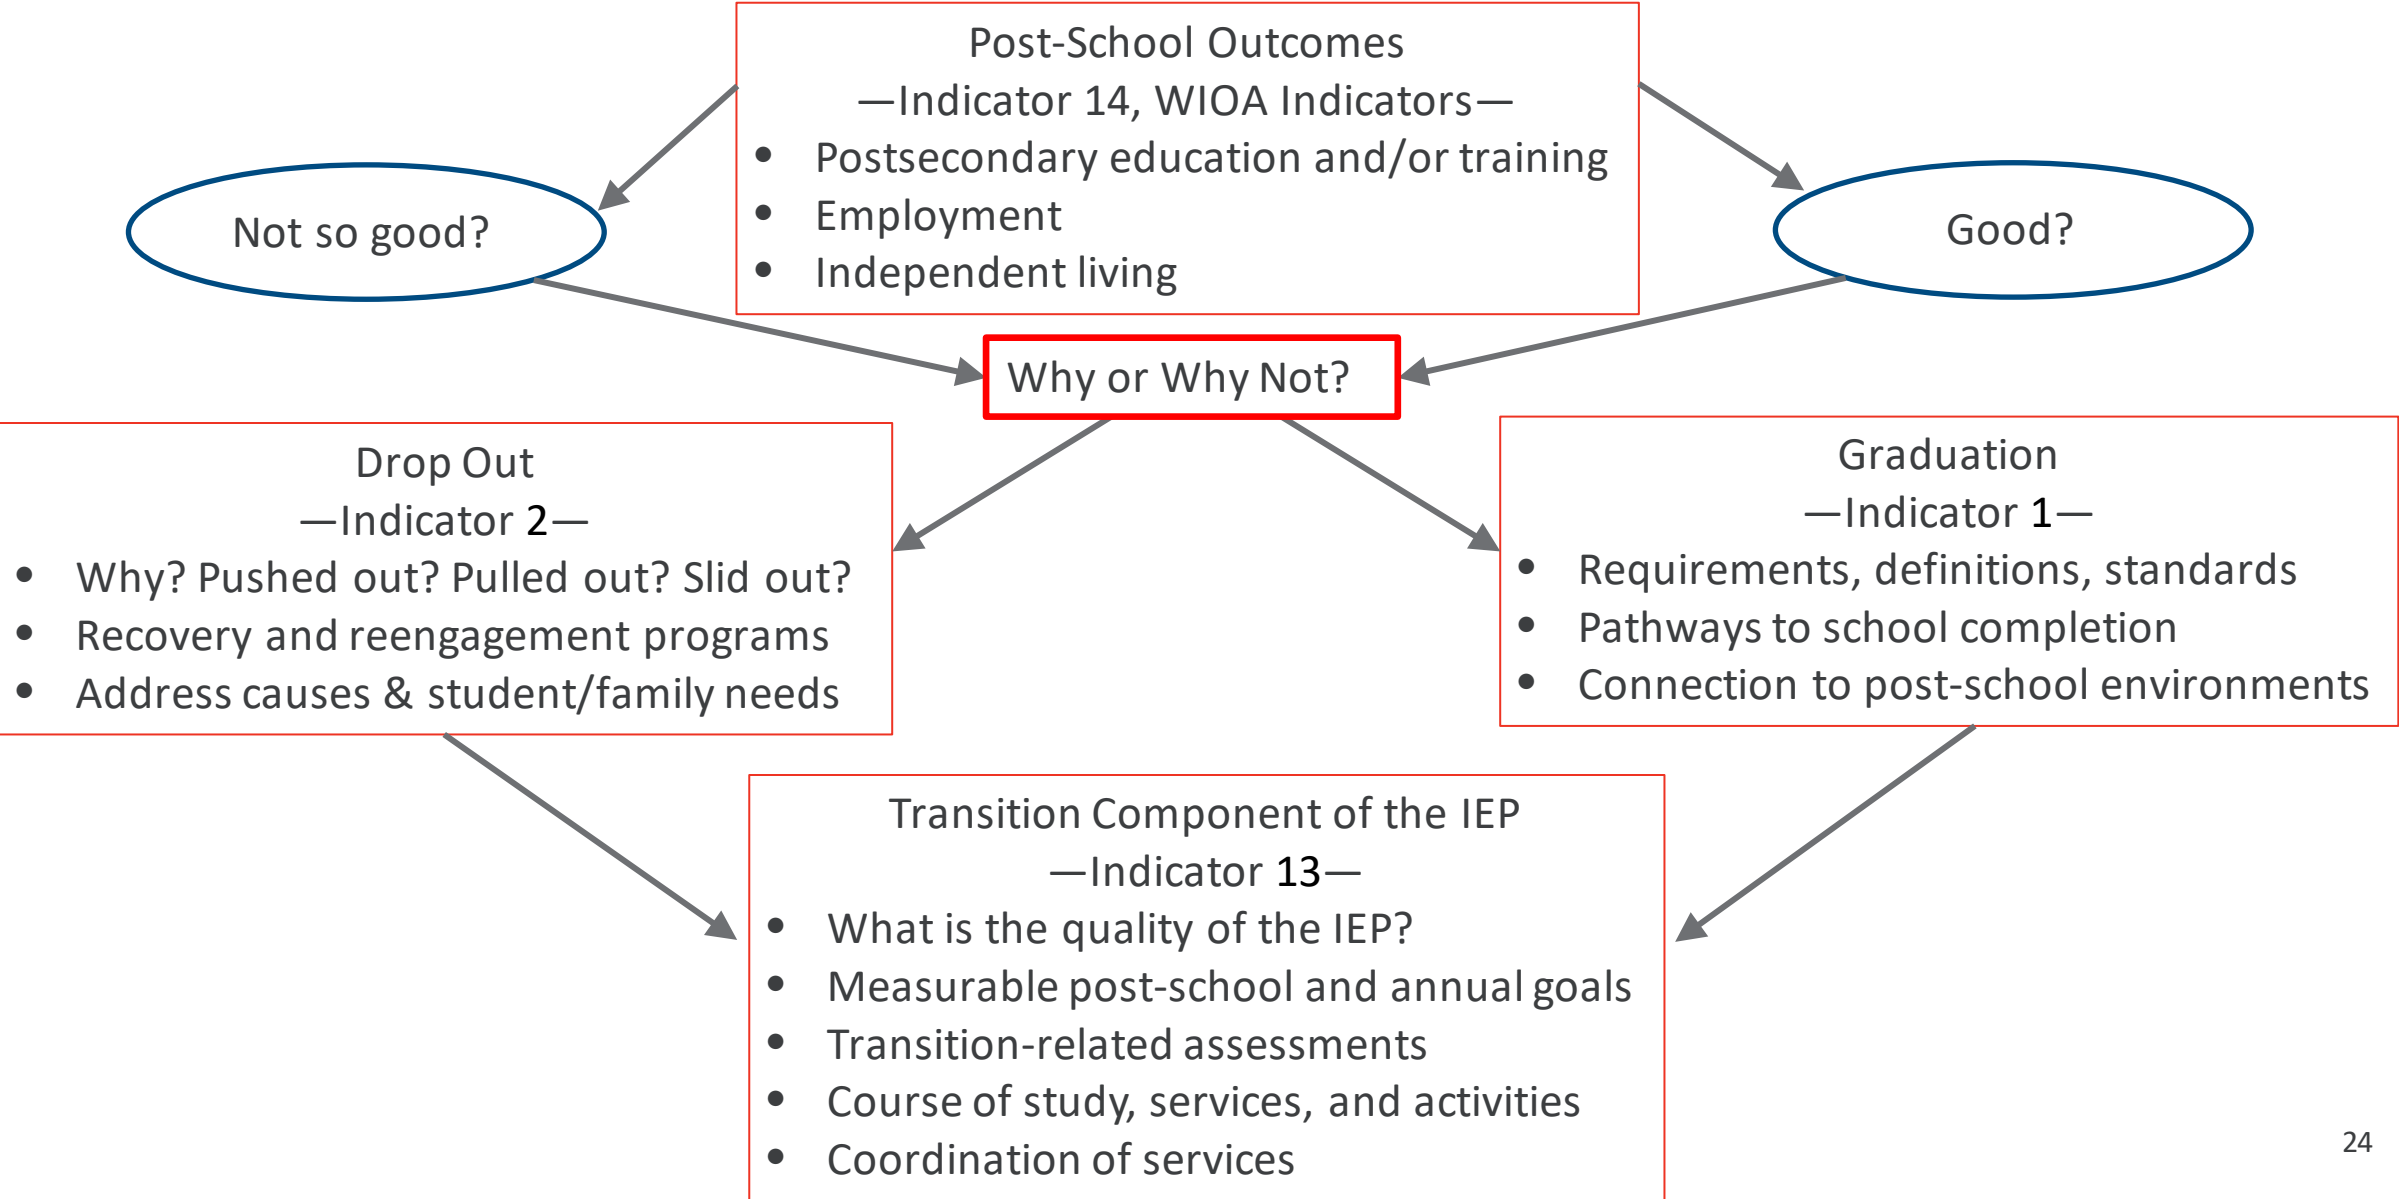 Post-School Outcomes
—Indicator 14, WIOA Indicators—
• Postsecondary education and/or training
• Employment
• Independent living
Not so good?
Good?
Why or Why Not?
Drop Out
—Indicator 2—
• Why? Pushed out? Pulled out? Slid out?
• Recovery and reengagement programs
• Address causes & student/family needs
Graduation
—Indicator 1—
• Requirements, definitions, standards
• Pathways to school completion
• Connection to post-school environments
Transition Component of the IEP
—Indicator 13—
• What is the quality of the IEP?
• Measurable post-school and annual goals
• Transition-related assessments
• Course of study, services, and activities
• Coordination of services
24